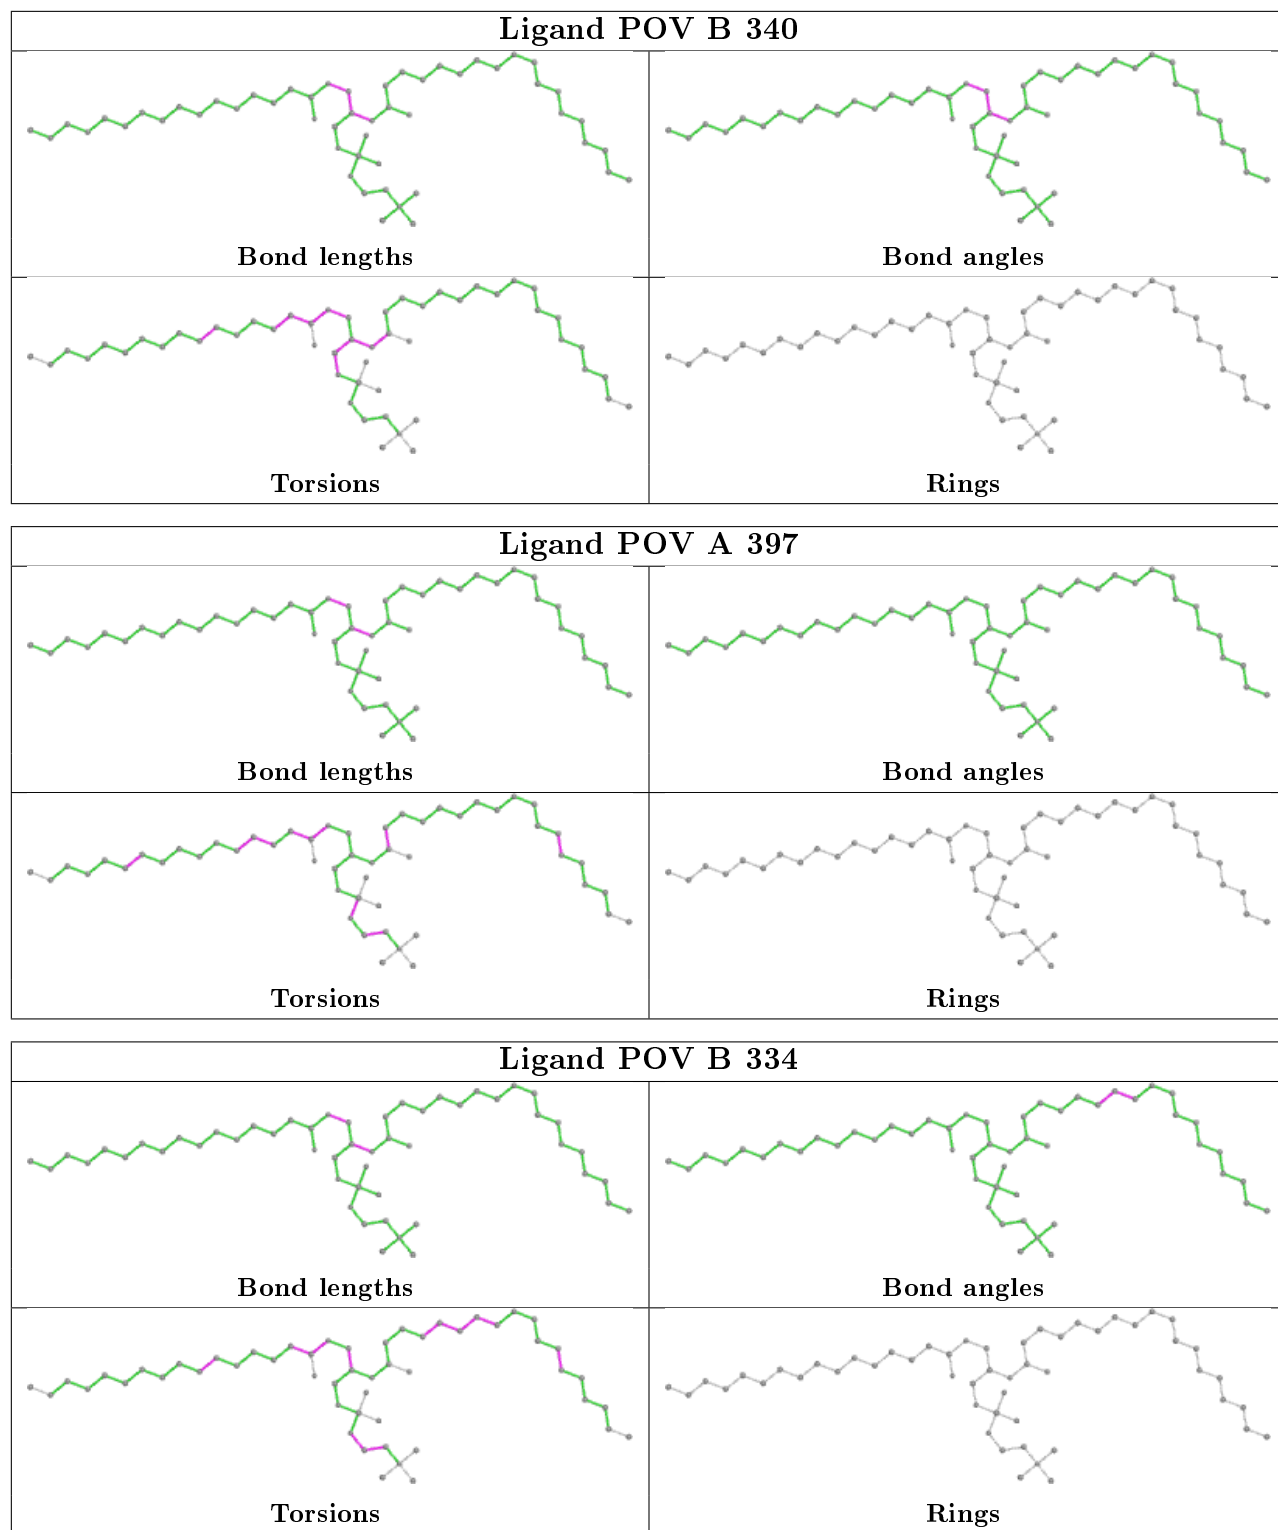 Ligand POV B 340
Bond lengths
Bond angles
Torsions
Rings
Ligand POV A 397
Bond lengths
Bond angles
Torsions
Rings
Ligand POV B 334
Bond lengths
Bond angles
Torsions
Rings